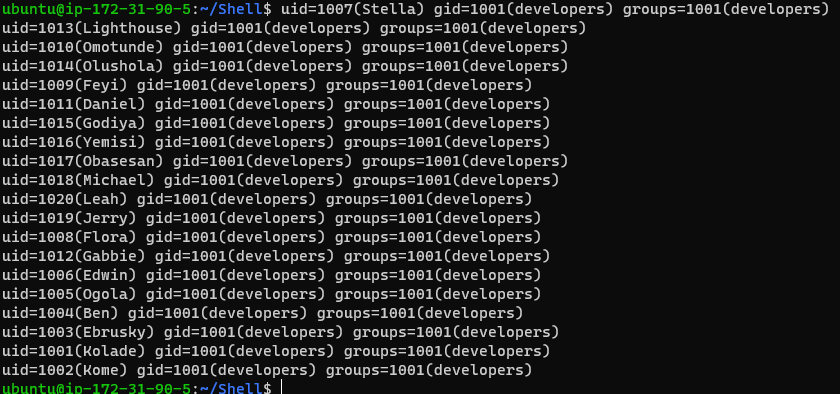 ubuntu@ip-172-31-90-5:~/Shell$ uid=1007(Stella) gid=1001(developers) groups=1001(developers)
uid=1013(Lighthouse) gid=1001(developers) groups=1001(developers)
uid=1010(Omotunde) gid=1001(developers) groups=1001(developers)
uid=1014(Olushola) gid=1001(developers) groups=1001(developers)
uid=1009(Feyi) gid=1001(developers) groups=1001(developers)
uid=1011(Daniel) gid=1001(developers) groups=1001(developers)
uid=1015(Godiya) gid=1001(developers) groups=1001(developers)
uid=1016(Yemisi) gid=1001(developers) groups=1001(developers)
uid=1017(Obasesan) gid=1001(developers) groups=1001(developers)
uid=1018(Michael) gid=1001(developers) groups=1001(developers)
uid=1020(Leah) gid=1001(developers) groups=1001(developers)
uid=1019(Jerry) gid=1001(developers) groups=1001(developers)
uid=1008(Flora) gid=1001(developers) groups=1001(developers)
uid=1012(Gabbie) gid=1001(developers) groups=1001(developers)
uid=1006(Edwin) gid=1001(developers) groups=1001(developers)
uid=1005(Ogola) gid=1001(developers) groups=1001(developers)
uid=1004(Ben) gid=1001(developers) groups=1001(developers)
uid=1003(Ebrusky) gid=1001(developers) groups=1001(developers)
uid=1001(Kolade) gid=1001(developers) groups=1001(developers)
uid=1002(Kome) gid=1001(developers) groups=1001(developers)
ubuntu@ip-172-31-90-5:~/Shell$